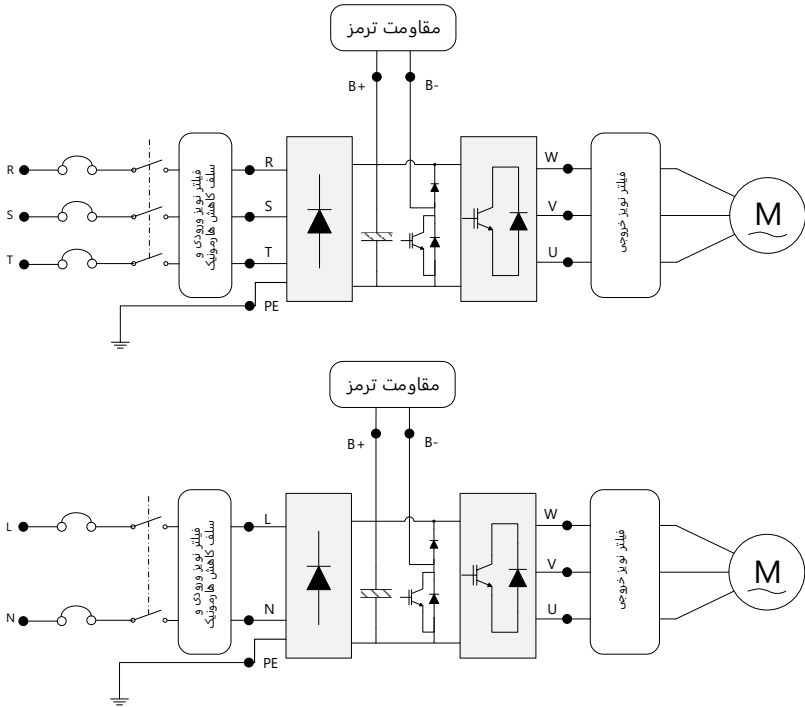 مقاومت ترمز
B+
B-
R
S
T
فیلتر نویز ورودی و
سلف کاهش هارمونیک
R
S
T
PE
W
V
U
فیلتر نویز خروجی
M
مقاومت ترمز
B+
B-
L
N
فیلتر نویز ورودی و
سلف کاهش هارمونیک
L
N
PE
W
V
U
فیلتر نویز خروجی
M